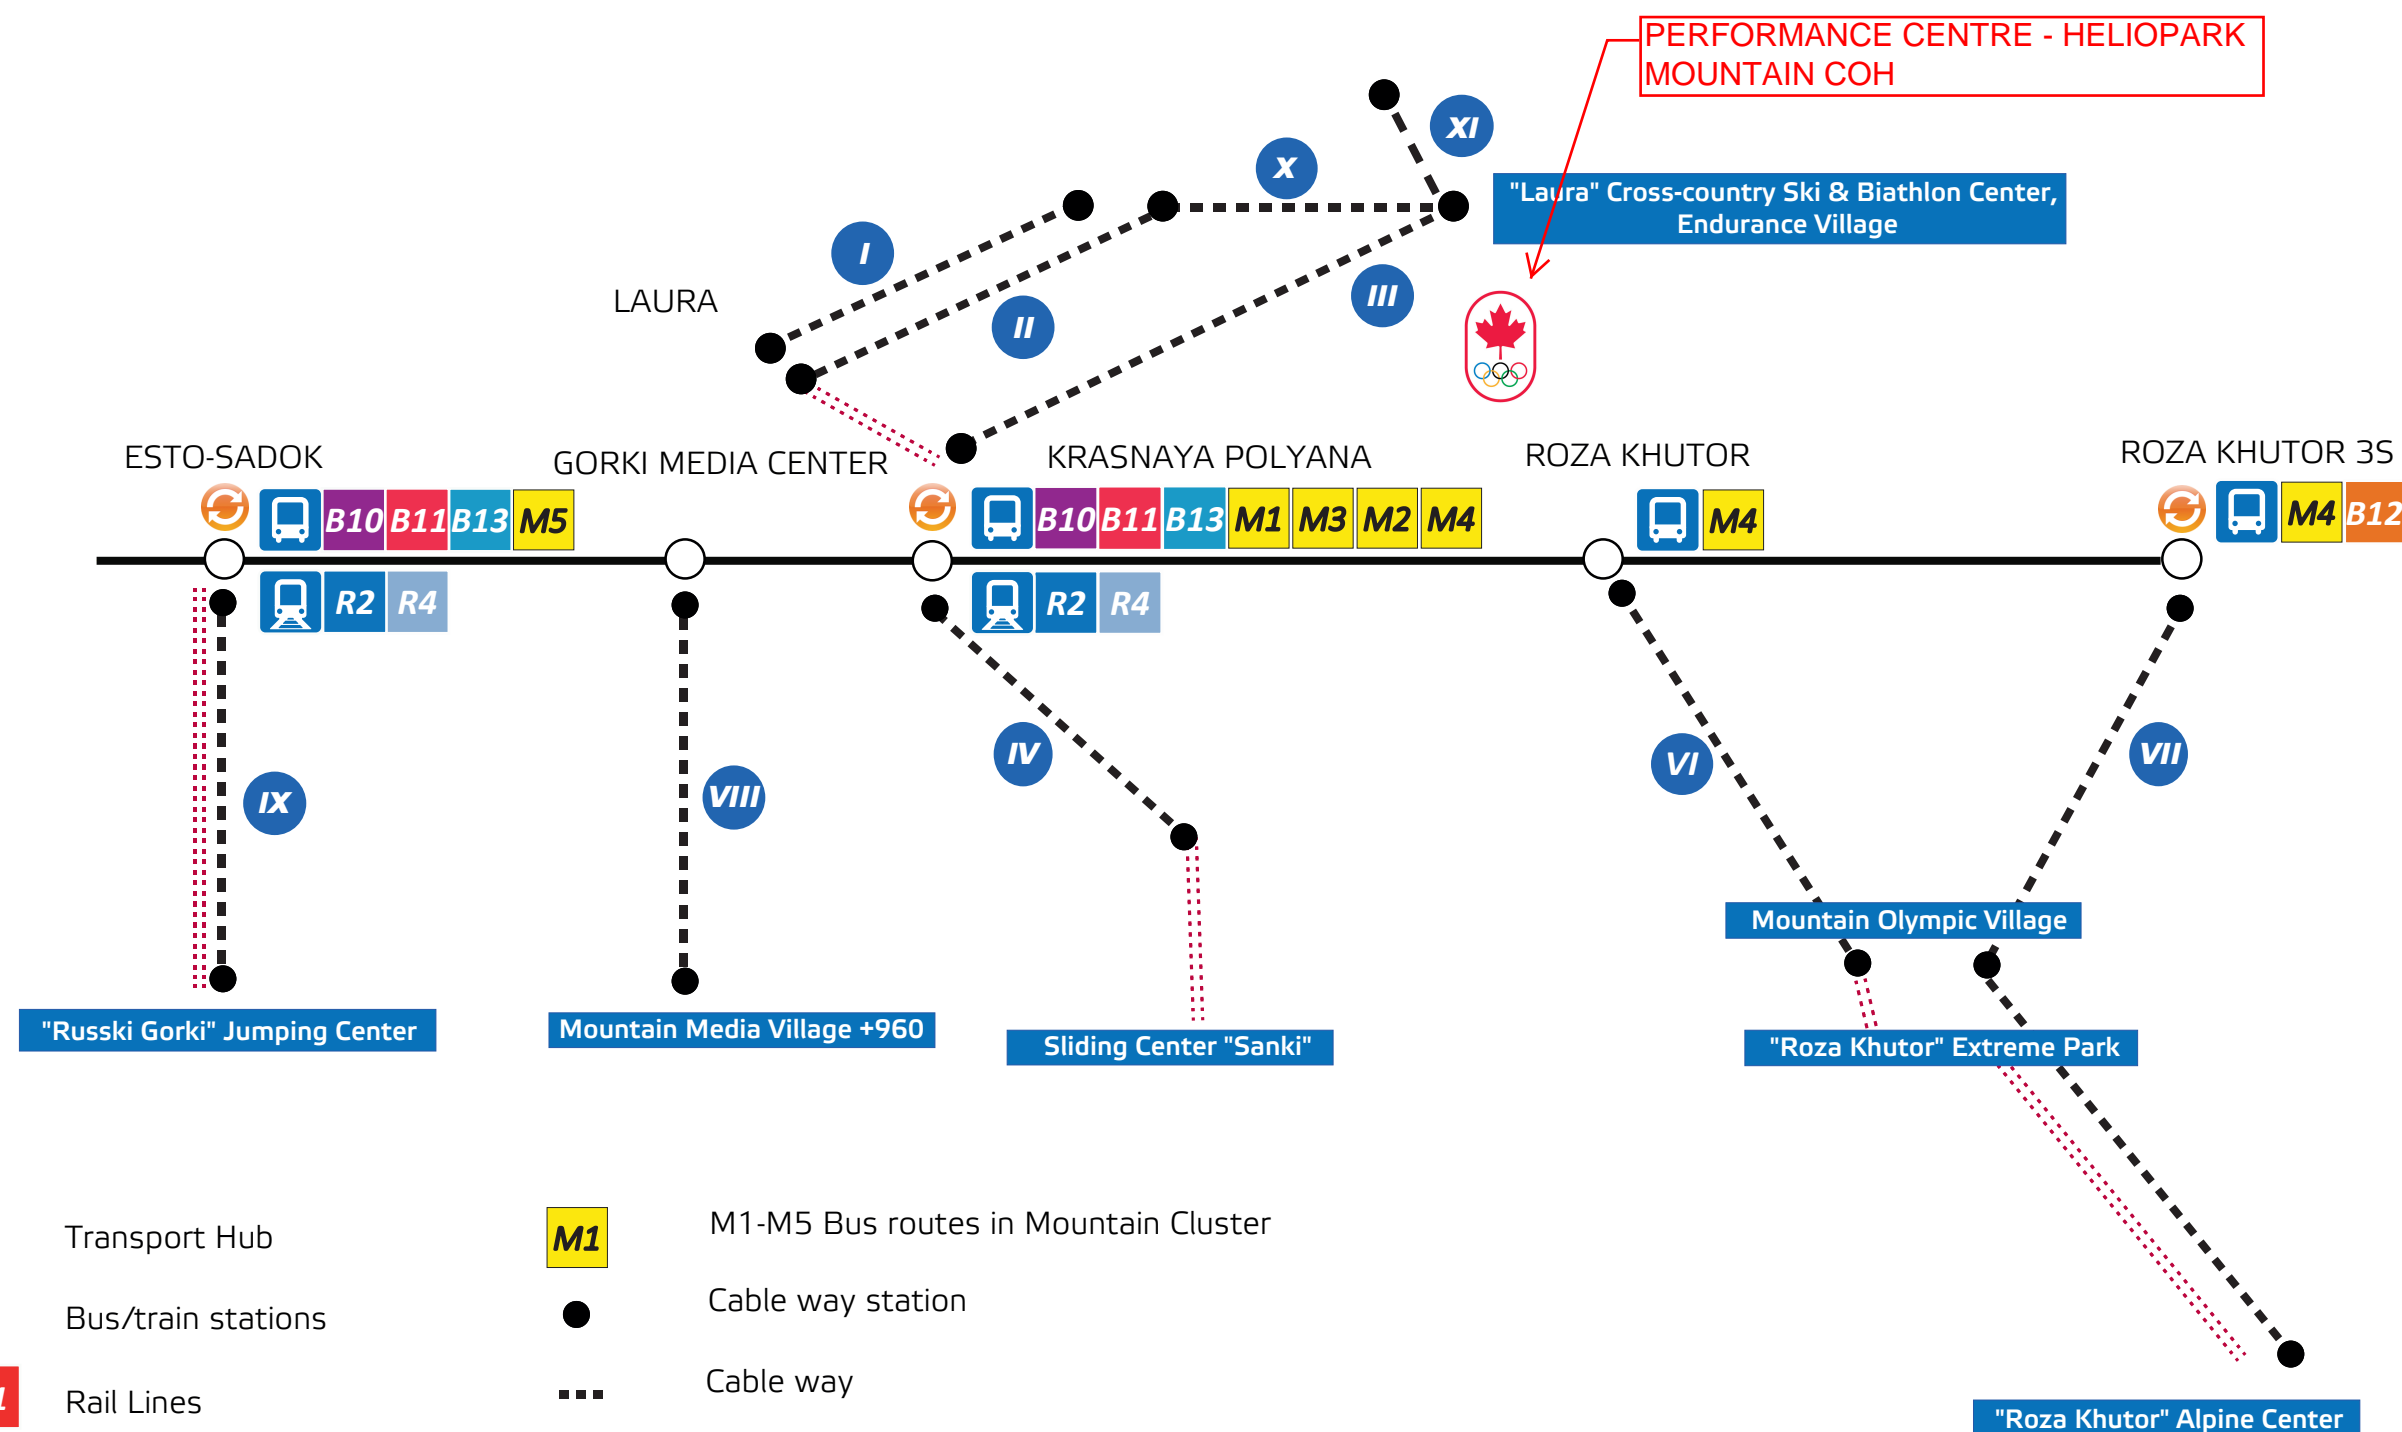 PERFORMANCE CENTRE - HELIOPARK
MOUNTAIN COH
XI
X
"Laura" Cross-country Ski & Biathlon Center,
Endurance Village
I
II
III
LAURA
ESTO-SADOK
GORKI MEDIA CENTER
KRASNAYA POLYANA
ROZA KHUTOR
ROZA KHUTOR 3S
B10 B11 B13 M5
B10 B11 B13 M1 M3 M2 M4
M4
M4 B12
R2 R4
R2 R4
IX
VIII
IV
VI
VII
Mountain Olympic Village
"Russki Gorki" Jumping Center
Mountain Media Village +960
Sliding Center "Sanki"
"Roza Khutor" Extreme Park
Transport Hub
M1
M1-M5 Bus routes in Mountain Cluster
Bus/train stations
Cable way station
Rail Lines
Cable way
"Roza Khutor" Alpine Center